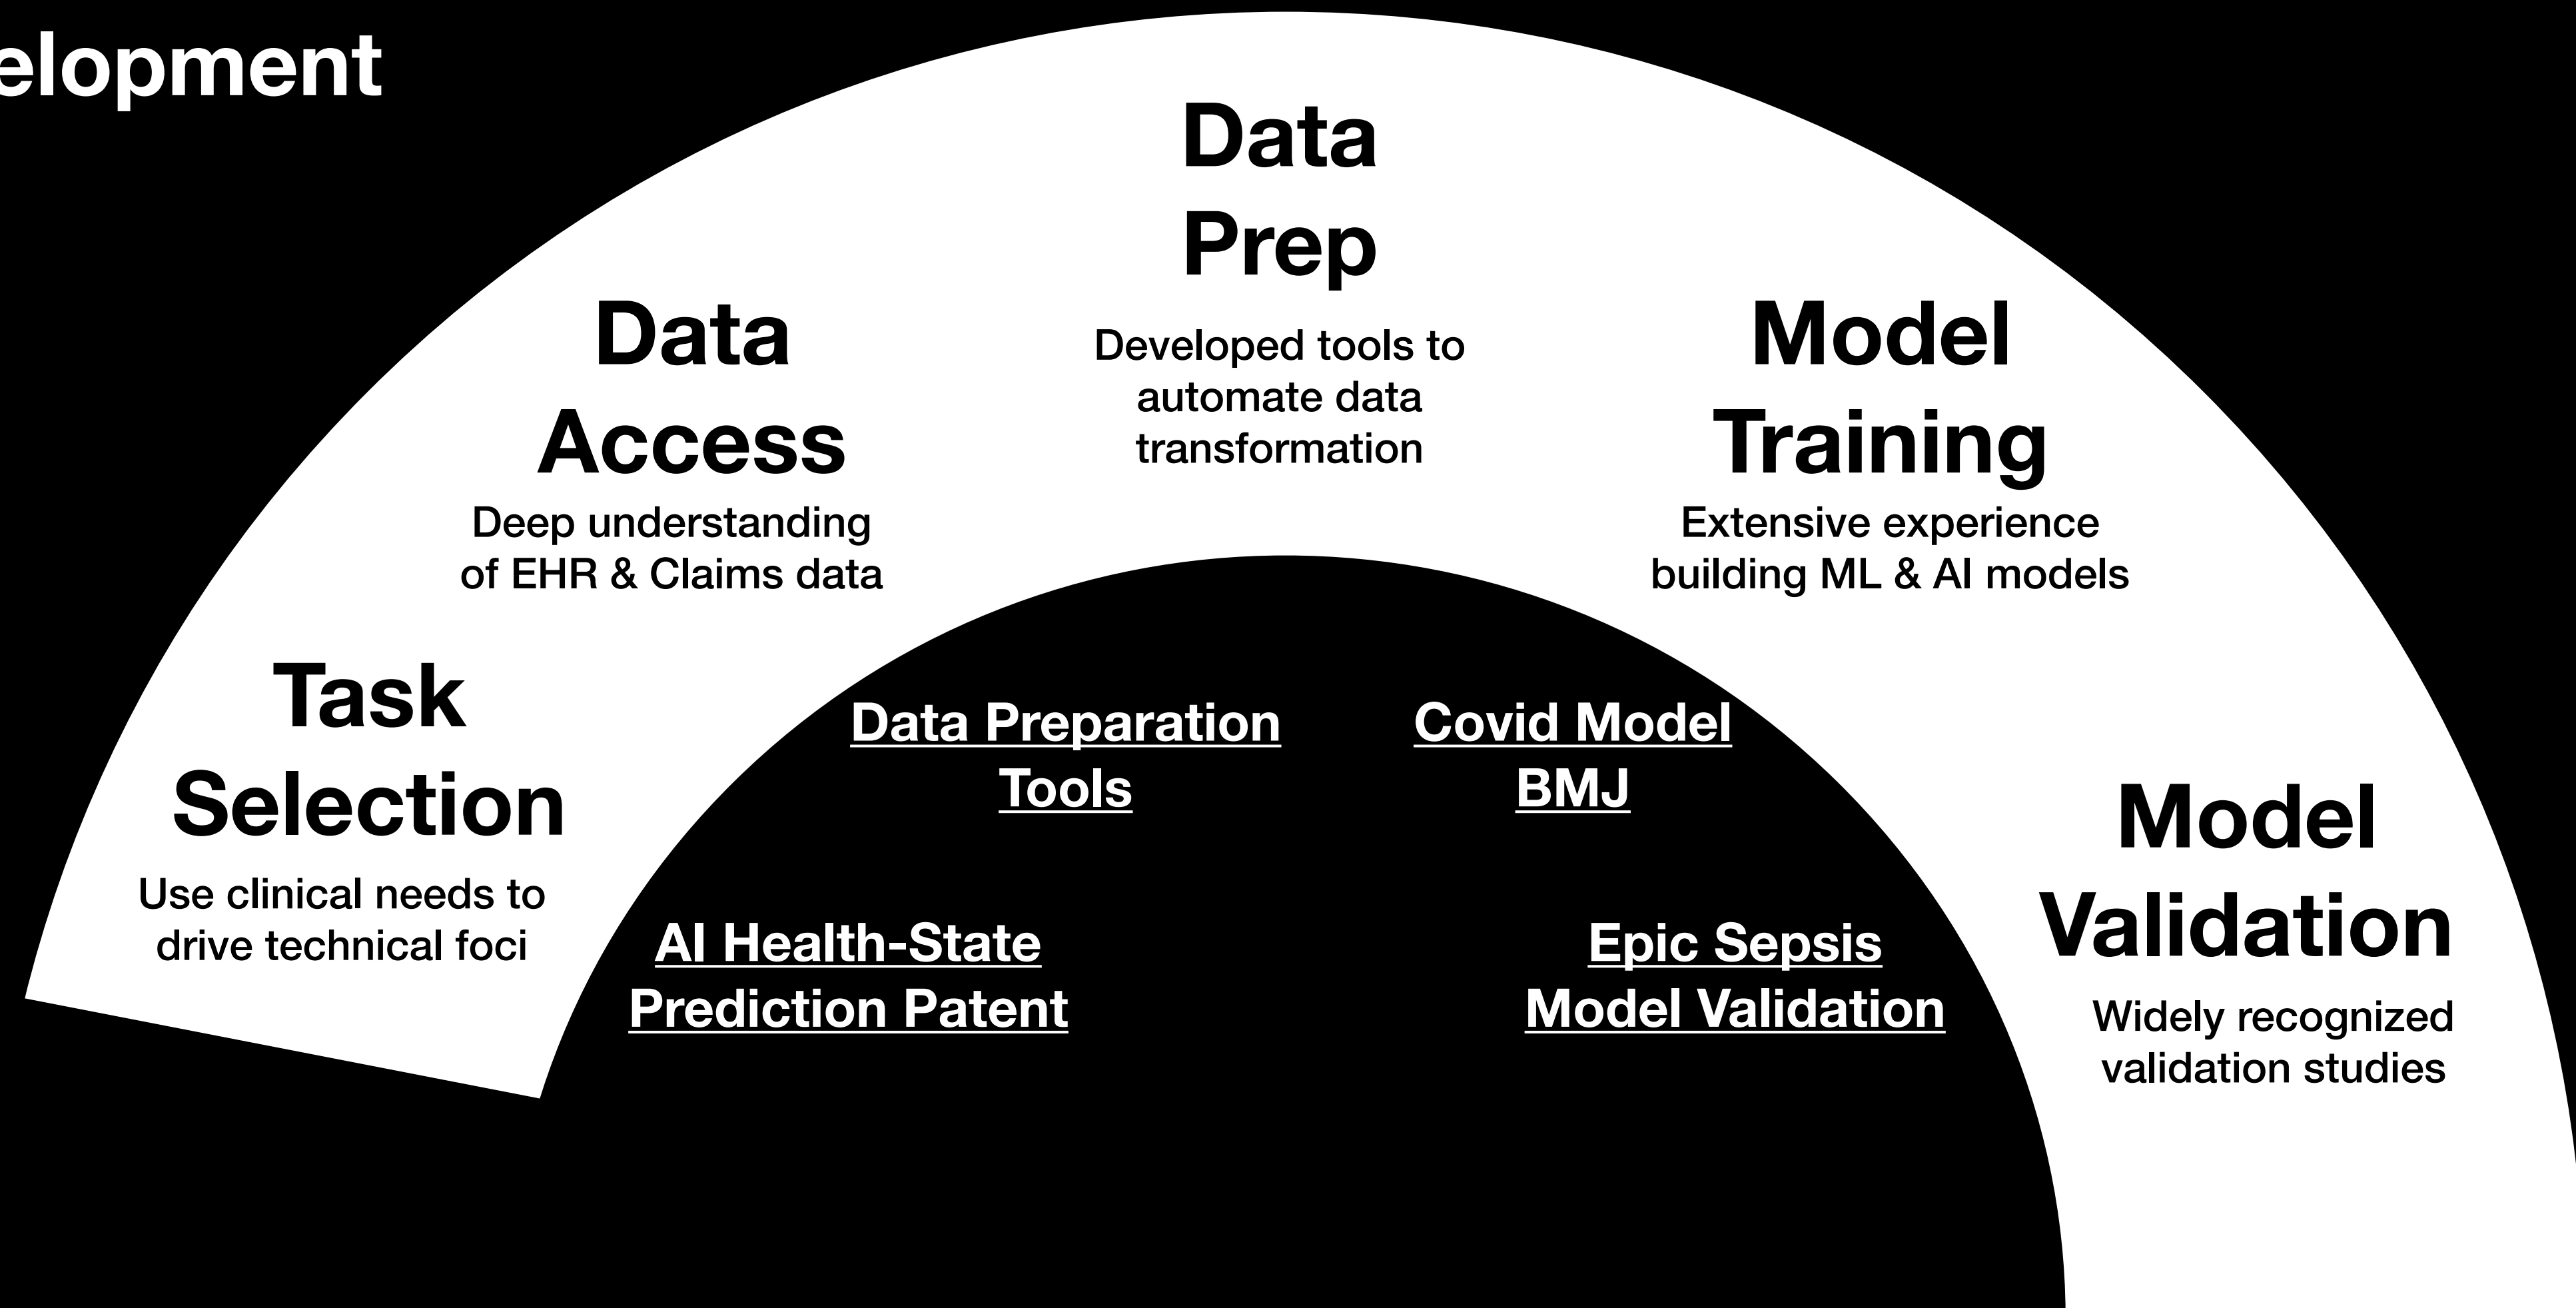 elopment
Task
Selection
Use clinical needs to
drive technical foci
Data
Access
Deep understanding
of EHR & Claims data
Data
Prep
Developed tools to
automate data
transformation
Model
Training
Extensive experience
building ML & AI models
Model
Validation
Widely recognized
validation studies
Data Preparation
Tools
Covid Model
BMJ
AI Health-State
Prediction Patent
Epic Sepsis
Model Validation